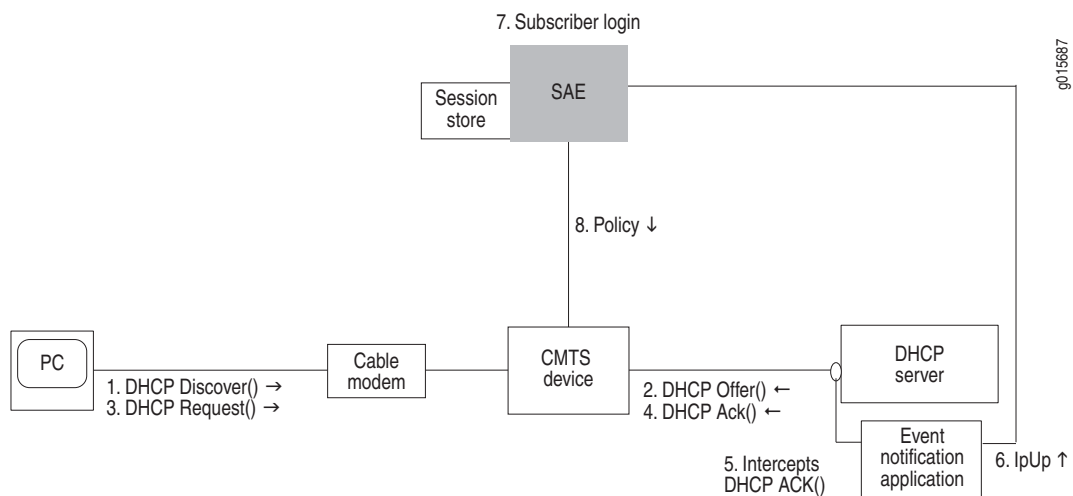 7. Subscriber login
g015687
Session
store
SAE
8. Policy ↓
PC
Cable
modem
CMTS
device
DHCP
server
1. DHCP Discover() →
3. DHCP Request() →
2. DHCP Offer() ←
4. DHCP Ack() ←
5. Intercepts
DHCP ACK()
Event
notification
application
6. IpUp ↑